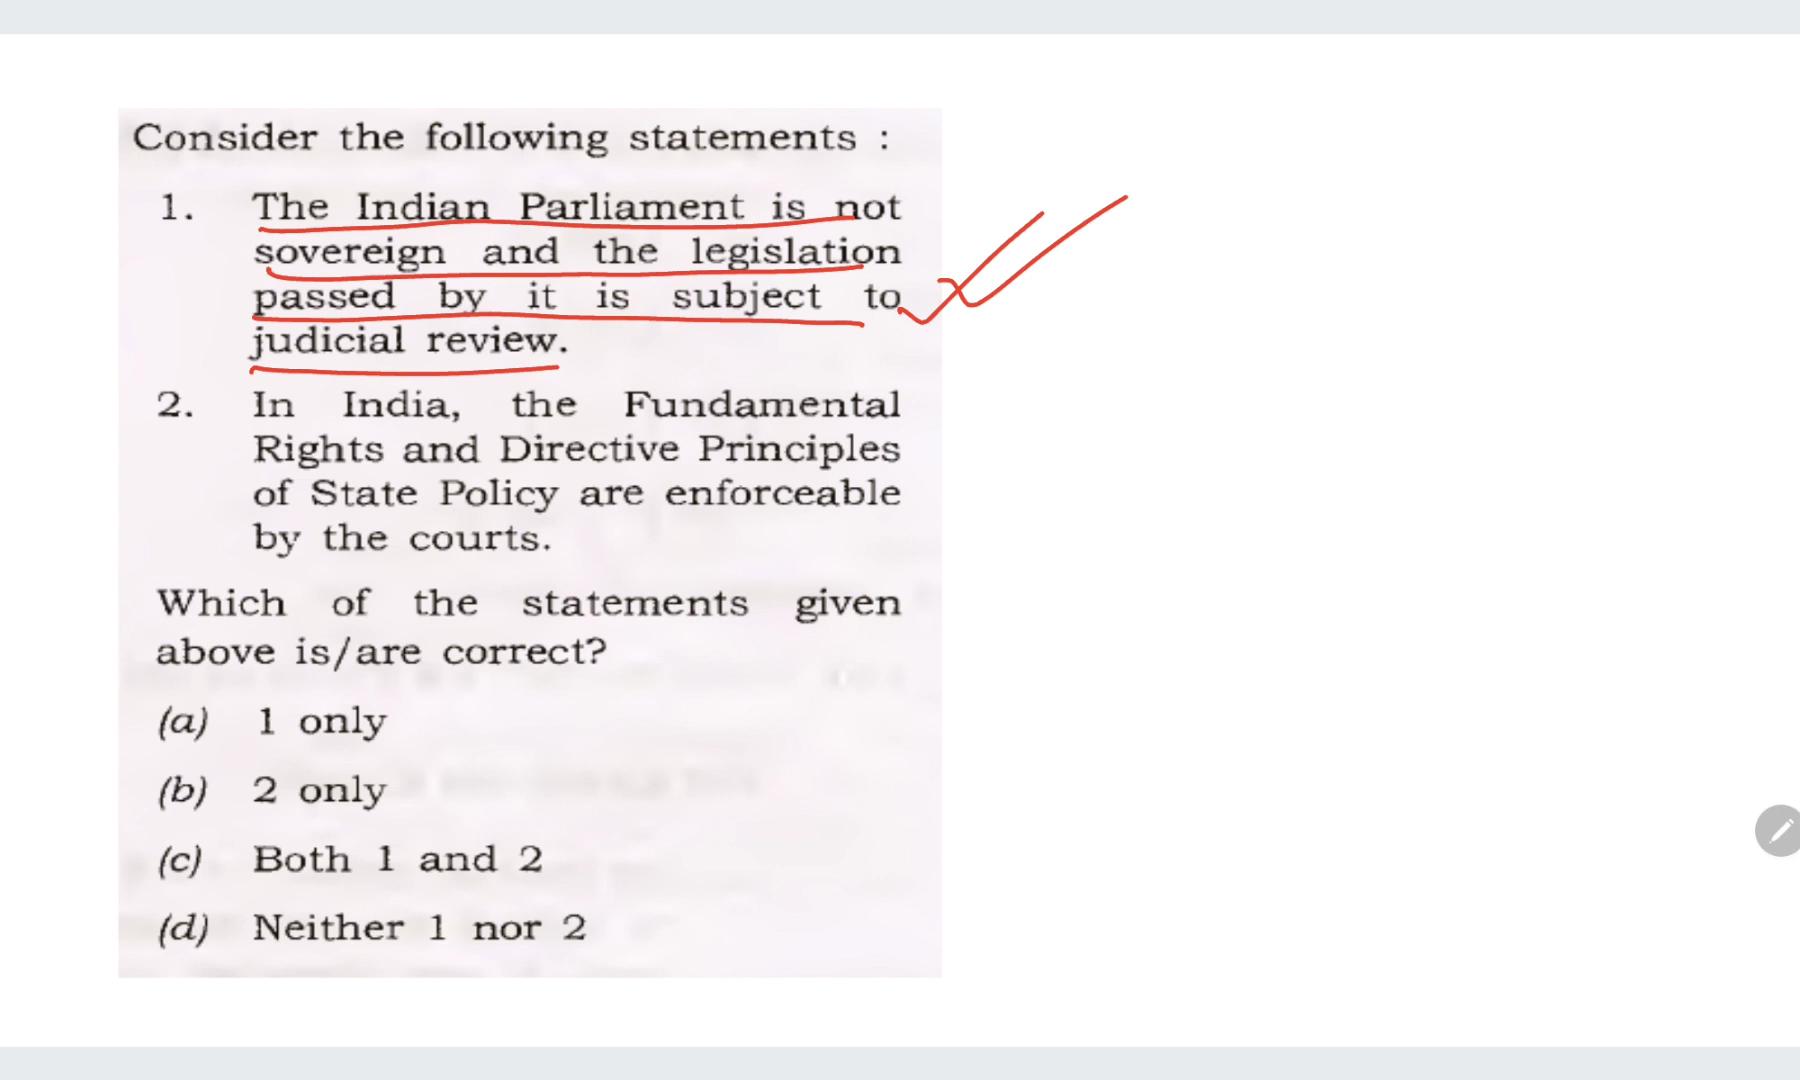 Consider the following statements :
1. The Indian Parliament is not
sovereign and the legislation
passed by it is subject to
judicial review.
2. In India, the Fundamental
Rights and Directive Principles
of State Policy are enforceable
by the courts.
Which of the statements given
above is/are correct?
(a) 1 only
(b) 2 only
(c) Both 1 and 2
(d) Neither 1 nor 2